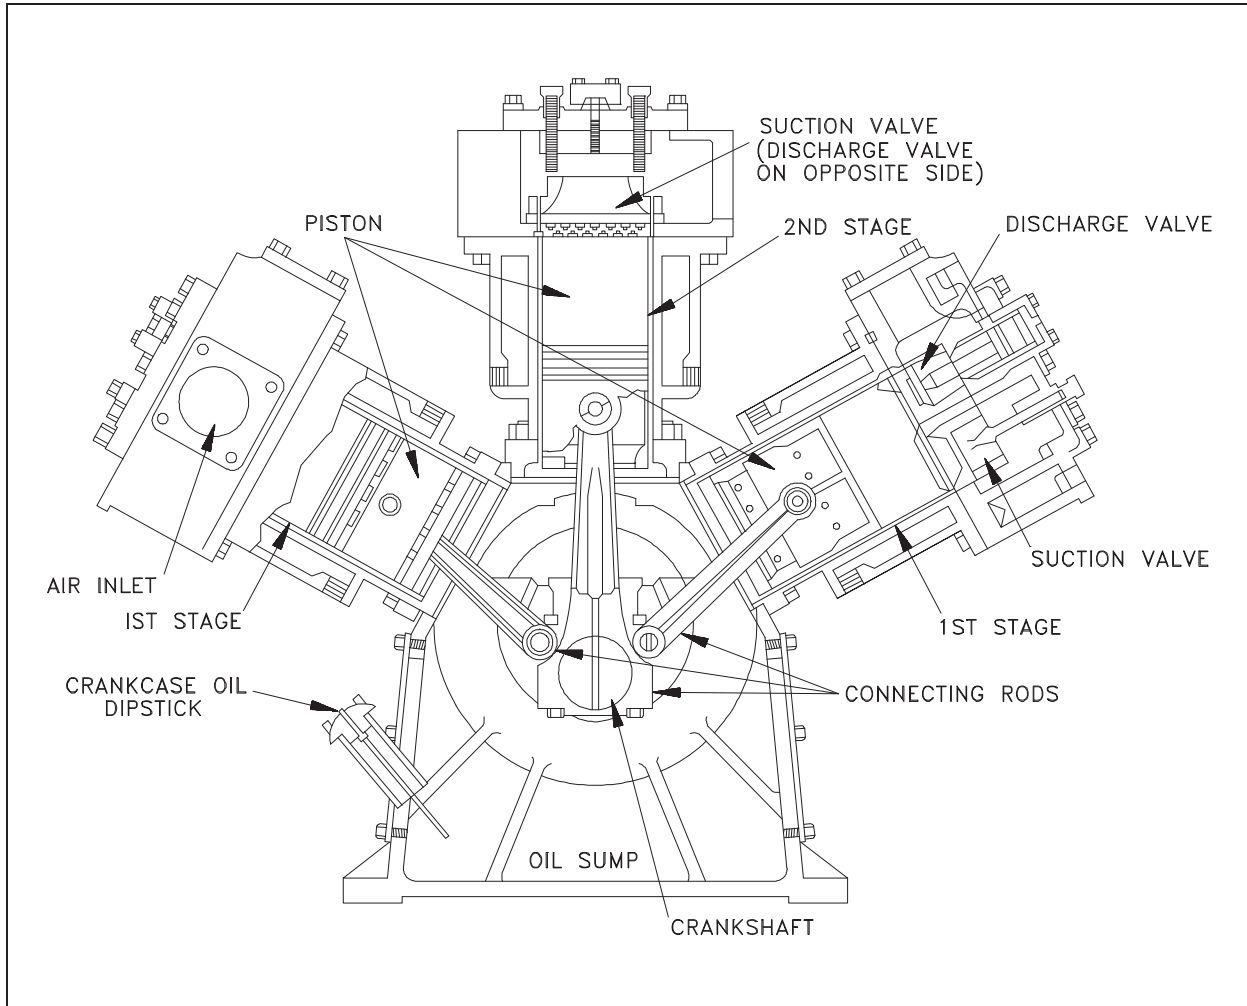 SUCTION VALVE
(DISCHARGE VALVE
ON OPPOSITE SIDE)
PISTON
2ND STAGE
DISCHARGE VALVE
AIR INLET
IST STAGE
SUCTION VALVE
1ST STAGE
CRANKCASE OIL
DIPSTICK
CONNECTING RODS
OIL SUMP
CRANKSHAFT